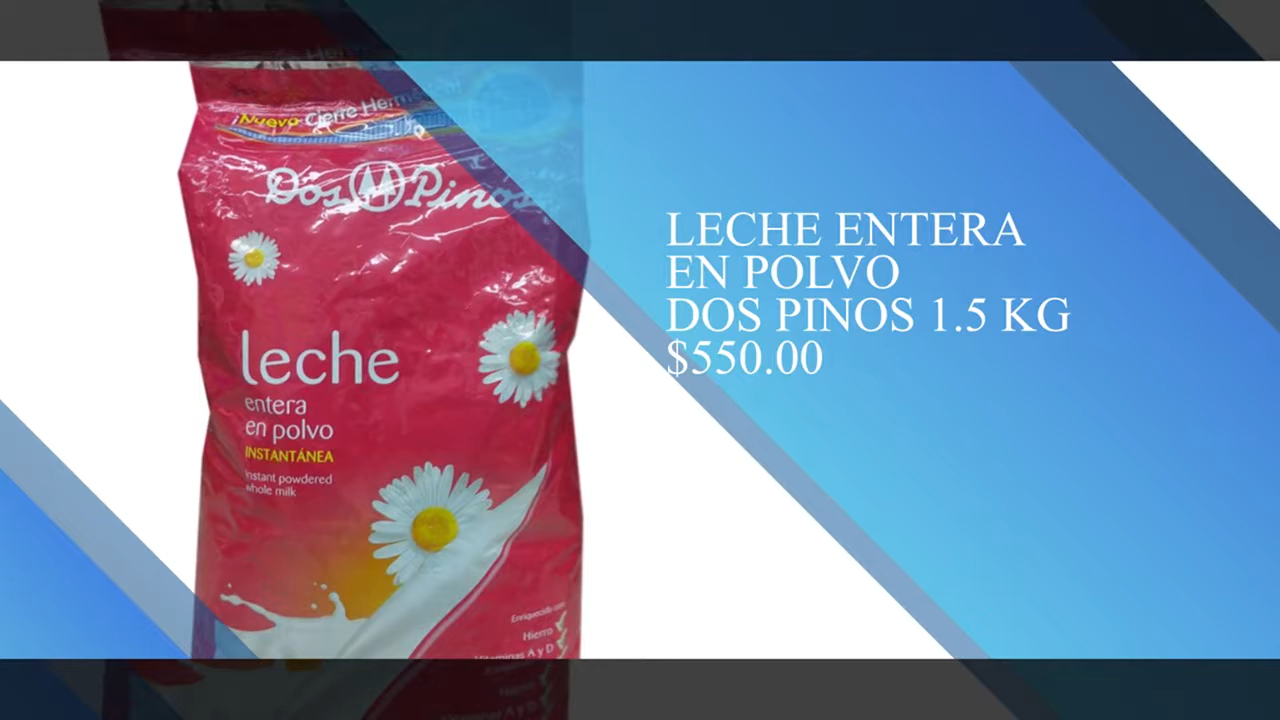 Nuevo Cierre Hermético!
Dos Pinos
leche
entera
en polvo
INSTANTÁNEA
instant powdered
whole milk
Enriquecida con
Hierro
Vitaminas A y D
LECHE ENTERA
EN POLVO
DOS PINOS 1.5 KG
$550.00